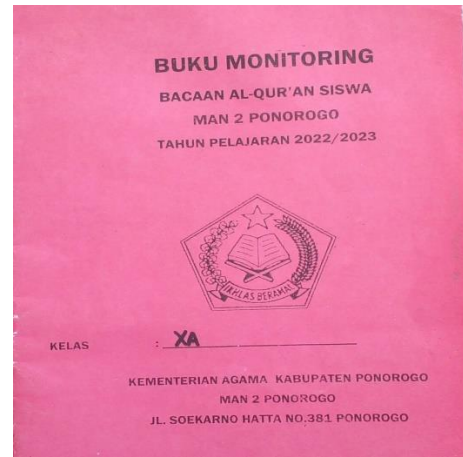 BUKU MONITORING
BACAAN AL-QUR'AN SISWA
MAN 2 PONOROGO
TAHUN PELAJARAN 2022/2023
IKHLAS BERAMAL
KELAS : XA
KEMENTERIAN AGAMA KABUPATEN PONOROGO
MAN 2 PONOROGO
JL. SOEKARNO HATTA NO.381 PONOROGO